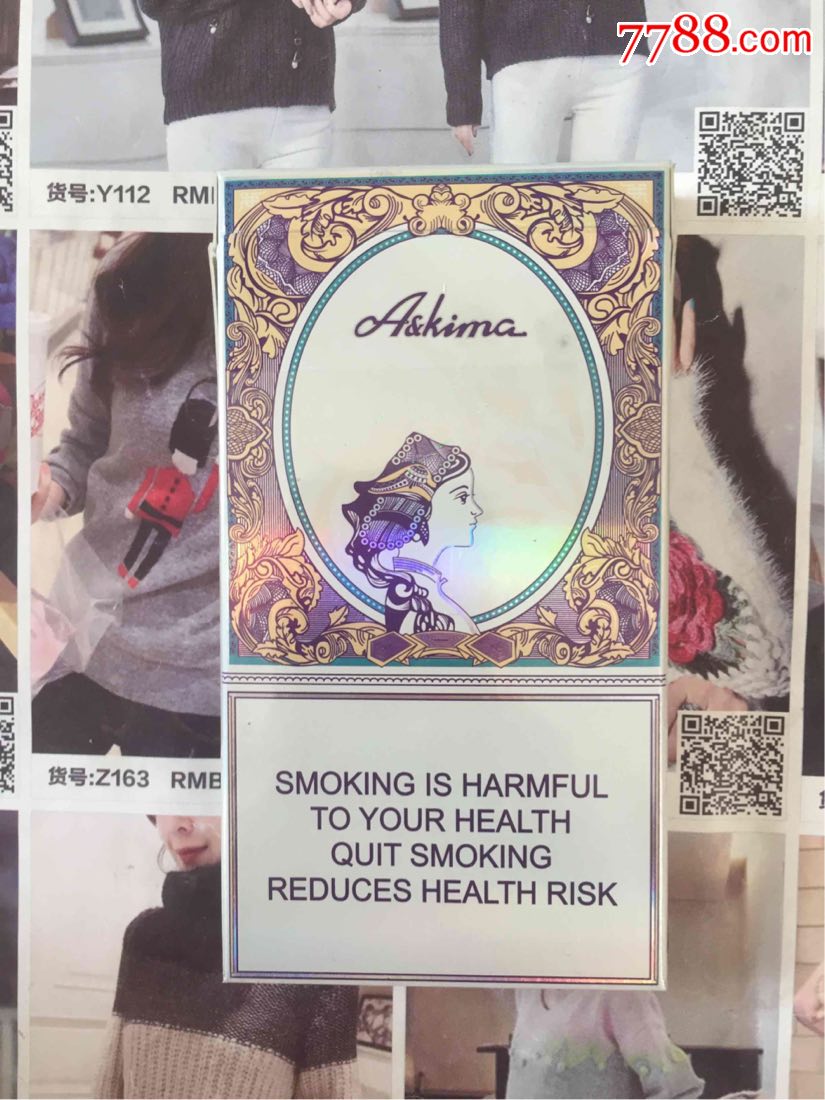 7788.com
货号:Y112 RM
A&kima
货号:Z163 RMB
SMOKING IS HARMFUL
TO YOUR HEALTH
QUIT SMOKING
REDUCES HEALTH RISK